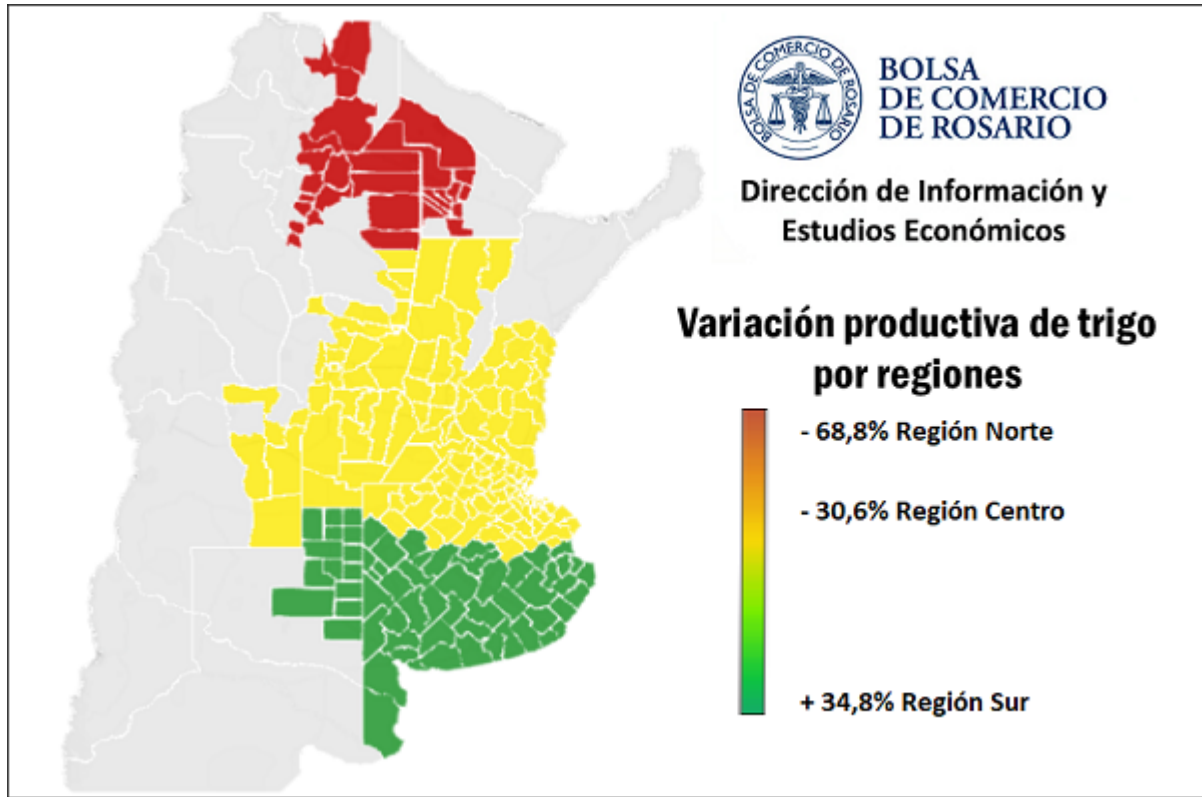 BOLSA DE COMERCIO DE ROSARIO
BOLSA
DE COMERCIO
DE ROSARIO
Dirección de Información y
Estudios Económicos
Variación productiva de trigo
por regiones
- 68,8% Región Norte
- 30,6% Región Centro
+ 34,8% Región Sur